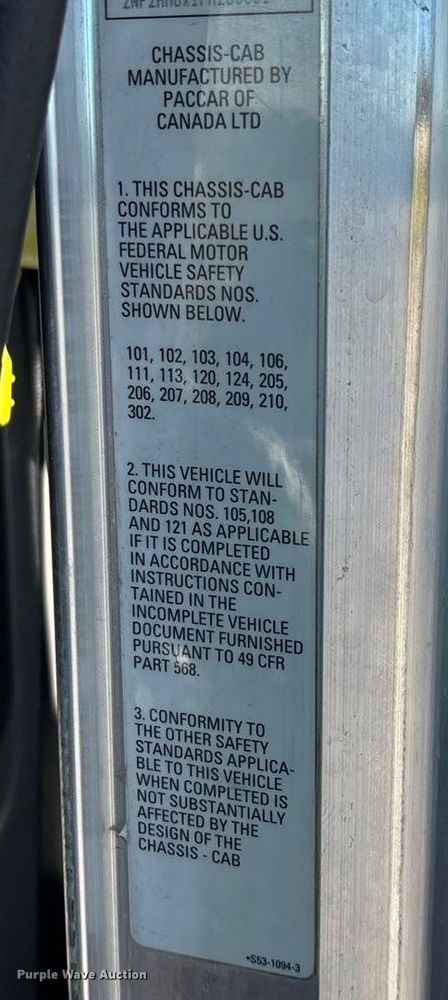 CHASSIS-CAB
MANUFACTURED BY
PACCAR OF
CANADA LTD
1. THIS CHASSIS-CAB
CONFORMS TO
THE APPLICABLE U.S.
FEDERAL MOTOR
VEHICLE SAFETY
STANDARDS NOS.
SHOWN BELOW.
101, 102, 103, 104, 106,
111, 113, 120, 124, 205,
206, 207, 208, 209, 210,
302.
2. THIS VEHICLE WILL
CONFORM TO STAN-
DARDS NOS. 105,108
AND 121 AS APPLICABLE
IF IT IS COMPLETED
IN ACCORDANCE WITH
INSTRUCTIONS CON-
TAINED IN THE
INCOMPLETE VEHICLE
DOCUMENT FURNISHED
PURSUANT TO 49 CFR
PART 568.
3. CONFORMITY TO
THE OTHER SAFETY
STANDARDS APPLICA-
BLE TO THIS VEHICLE
WHEN COMPLETED IS
NOT SUBSTANTIALLY
AFFECTED BY THE
DESIGN OF THE
CHASSIS - CAB
*S53-1094-3
Purple Wave Auction